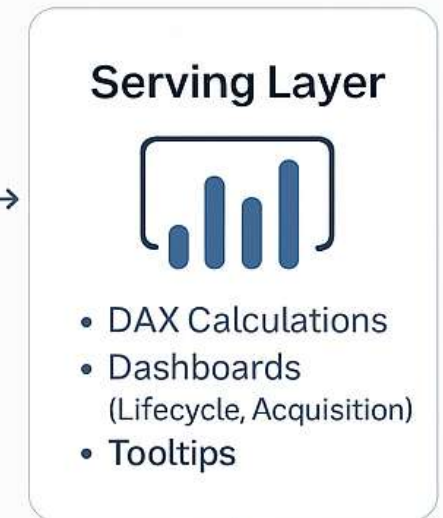 Serving Layer
• DAX Calculations
• Dashboards
(Lifecycle, Acquisition)
• Tooltips